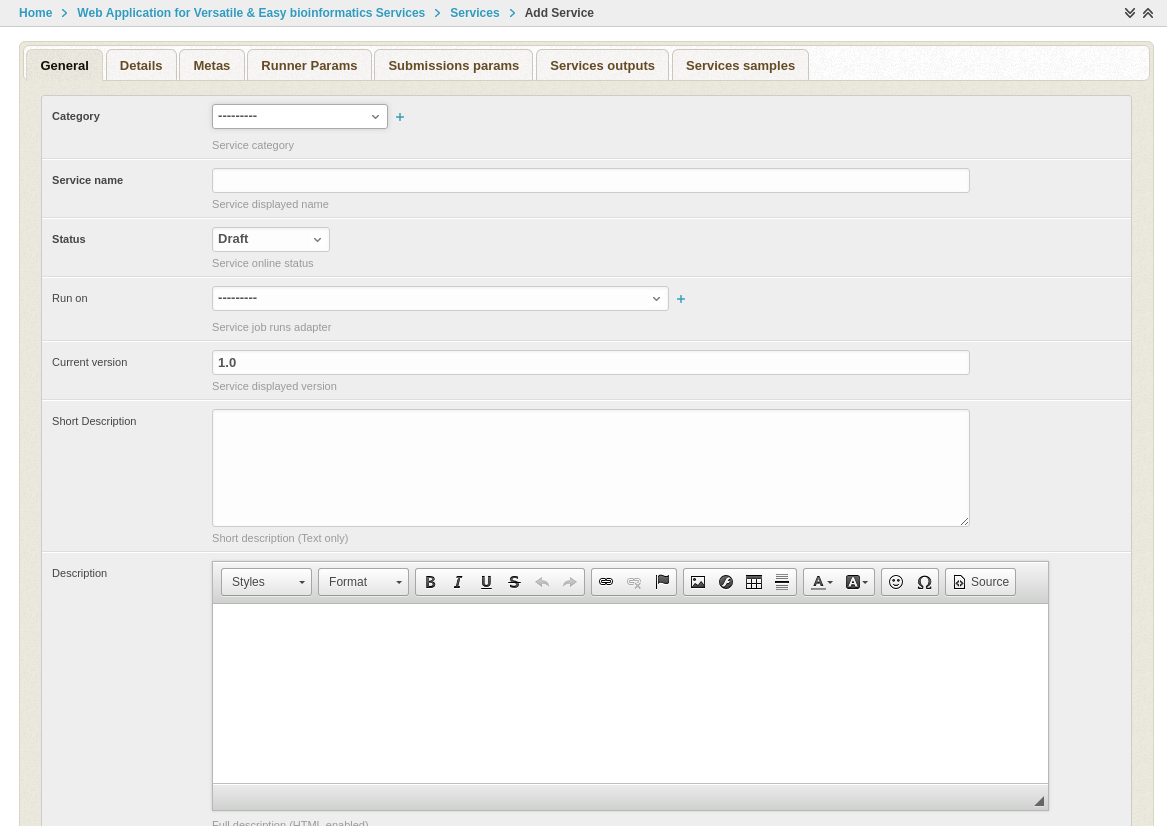 Home > Web Application for Versatile & Easy bioinformatics Services > Services > Add Service
General Details Metas Runner Params Submissions params Services outputs Services samples
Category --------- +
Service category
Service name
Service displayed name
Status Draft
Service online status
Run on --------- +
Service job runs adapter
Current version 1.0
Service displayed version
Short Description
Short description (Text only)
Description Styles Format B I U S A A Ω Source
Full description (HTML enabled)